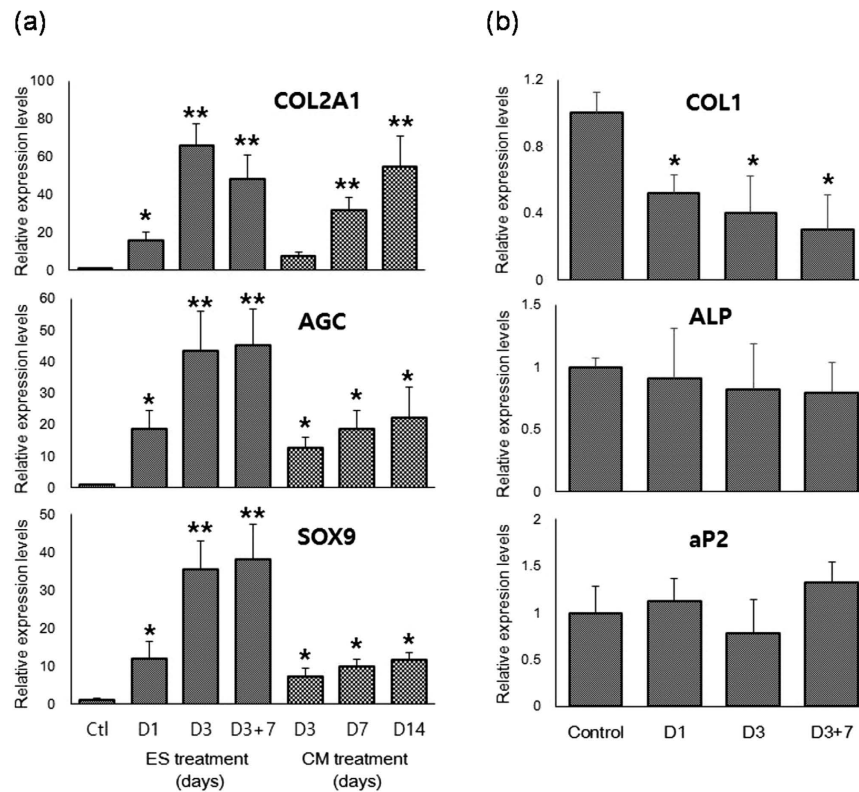 (a)
100
80
60
40
20
0
Relative expression levels
COL2A1
*
**
**
**
**
60
50
40
30
20
10
0
Relative expression levels
AGC
*
**
**
*
*
*
50
40
30
20
10
0
Relative expression levels
SOX9
*
**
**
*
*
*
Ctl D1 D3 D3+7 D3 D7 D14
ES treatment CM treatment
(days) (days)
(b)
1.2
0.8
0.4
0
Relative expression levels
COL1
*
*
*
1.5
1
0.5
0
Relative expression levels
ALP
2
1.5
1
0.5
0
Relative expression levels
aP2
Control D1 D3 D3+7